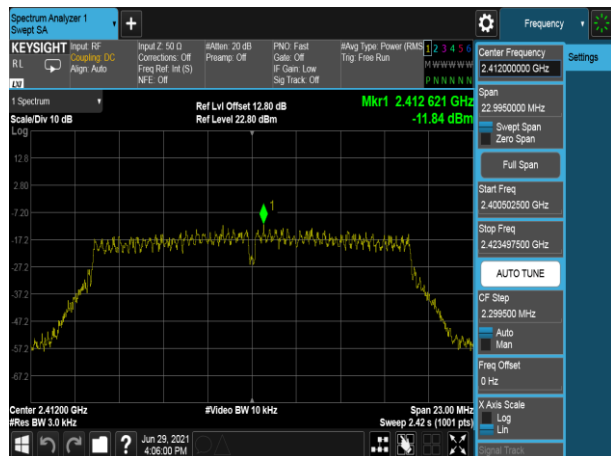 Spectrum Analyzer 1
Swept SA
Frequency
KEYSIGHT
RL
LXI
Input: RF
Coupling: DC
Align: Auto
Input Z: 50 Ω
Corrections: Off
Freq Ref: Int (S)
NFE: Off
#Atten: 20 dB
Preamp: Off
PNO: Fast
Gate: Off
IF Gain: Low
Sig Track: Off
#Avg Type: Power (RMS
Trig: Free Run
1 2 3 4 5 6
M W W W W W
P N N N N N
Center Frequency
2.412000000 GHz
Settings
Span
22.9950000 MHz
Swept Span
Zero Span
Full Span
Start Freq
2.400502500 GHz
Stop Freq
2.423497500 GHz
AUTO TUNE
CF Step
2.299500 MHz
Auto
Man
Freq Offset
0 Hz
X Axis Scale
Log
Lin
Signal Track
1 Spectrum
Scale/Div 10 dB
Log
Ref Lvl Offset 12.80 dB
Ref Level 22.80 dBm
Mkr1 2.412 621 GHz
-11.84 dBm
12.8
2.80
-7.20
-17.2
-27.2
-37.2
-47.2
-57.2
-67.2
1
Center 2.41200 GHz
#Res BW 3.0 kHz
#Video BW 10 kHz
Span 23.00 MHz
Sweep 2.42 s (1001 pts)
?
Jun 29, 2021
4:06:00 PM